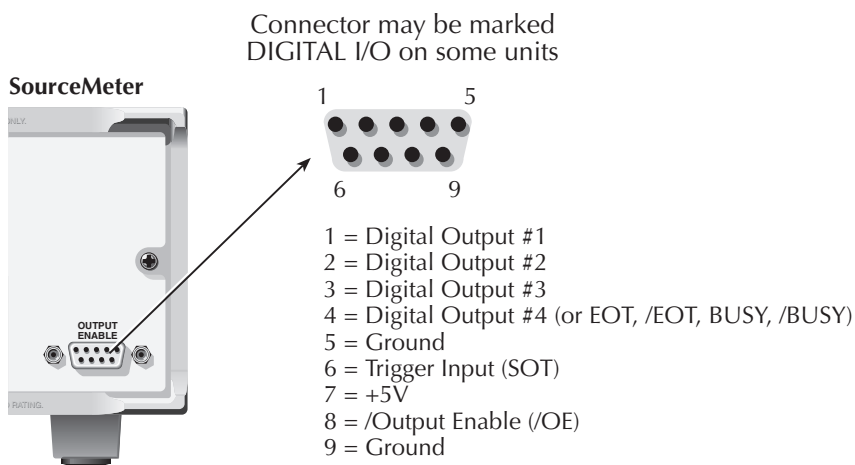 Connector may be marked
DIGITAL I/O on some units
SourceMeter
ONLY.
1
5
6
9
1 = Digital Output #1
2 = Digital Output #2
3 = Digital Output #3
4 = Digital Output #4 (or EOT, /EOT, BUSY, /BUSY)
5 = Ground
6 = Trigger Input (SOT)
7 = +5V
8 = /Output Enable (/OE)
9 = Ground
OUTPUT
ENABLE
RATING.